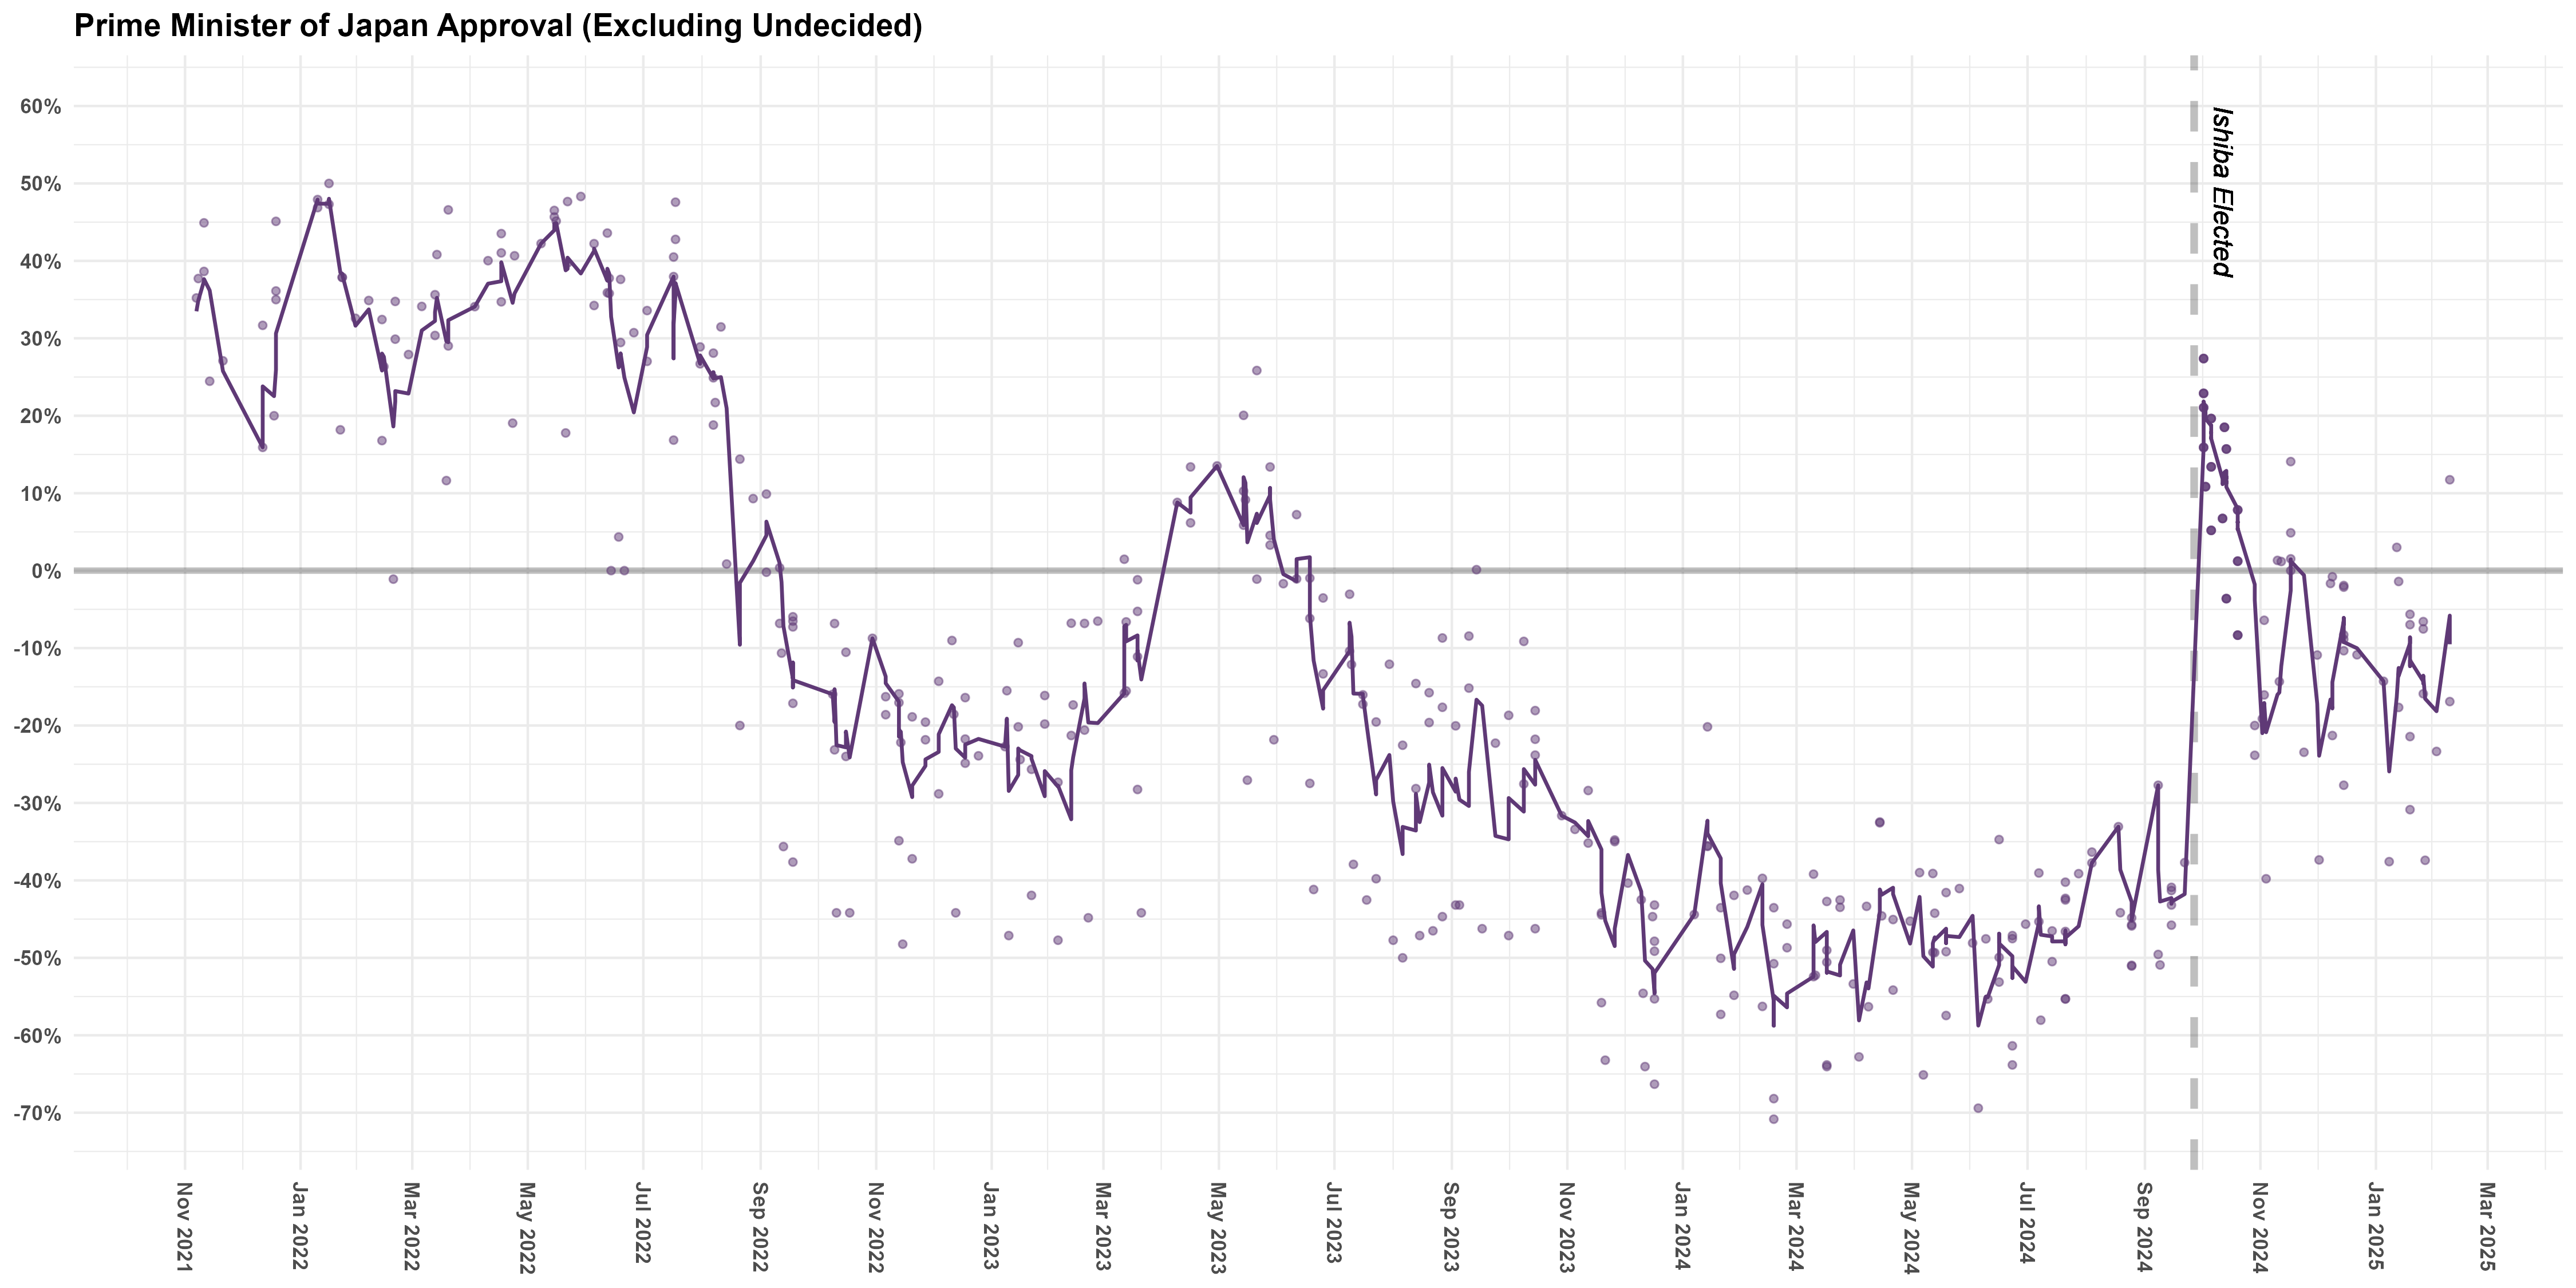 Prime Minister of Japan Approval (Excluding Undecided)
60%
50%
40%
30%
20%
10%
0%
-10%
-20%
-30%
-40%
-50%
-60%
-70%
Ishiba Elected
Nov 2021
Jan 2022
Mar 2022
May 2022
Jul 2022
Sep 2022
Nov 2022
Jan 2023
Mar 2023
May 2023
Jul 2023
Sep 2023
Nov 2023
Jan 2024
Mar 2024
May 2024
Jul 2024
Sep 2024
Nov 2024
Jan 2025
Mar 2025